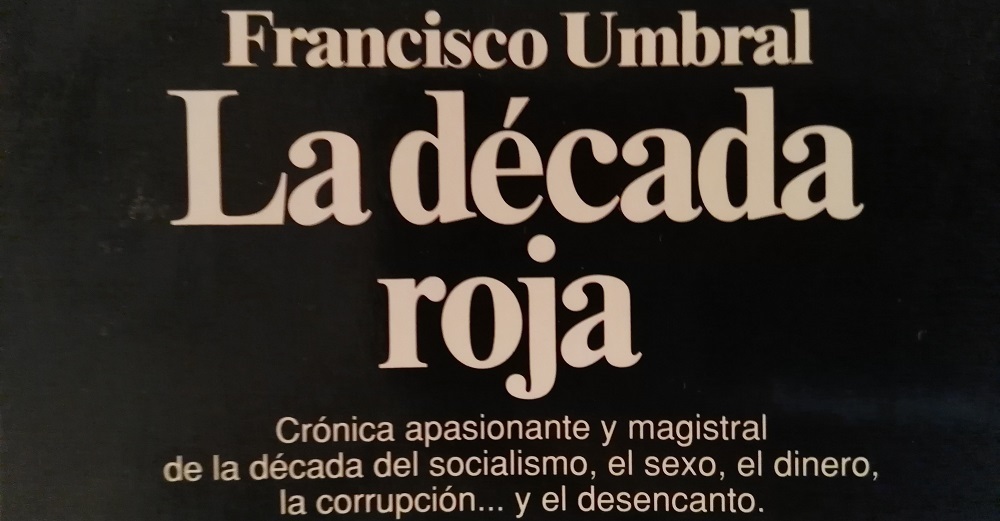 Francisco Umbral
La década
roja
Crónica apasionante y magistral
de la década del socialismo, el sexo, el dinero,
la corrupción... y el desencanto.